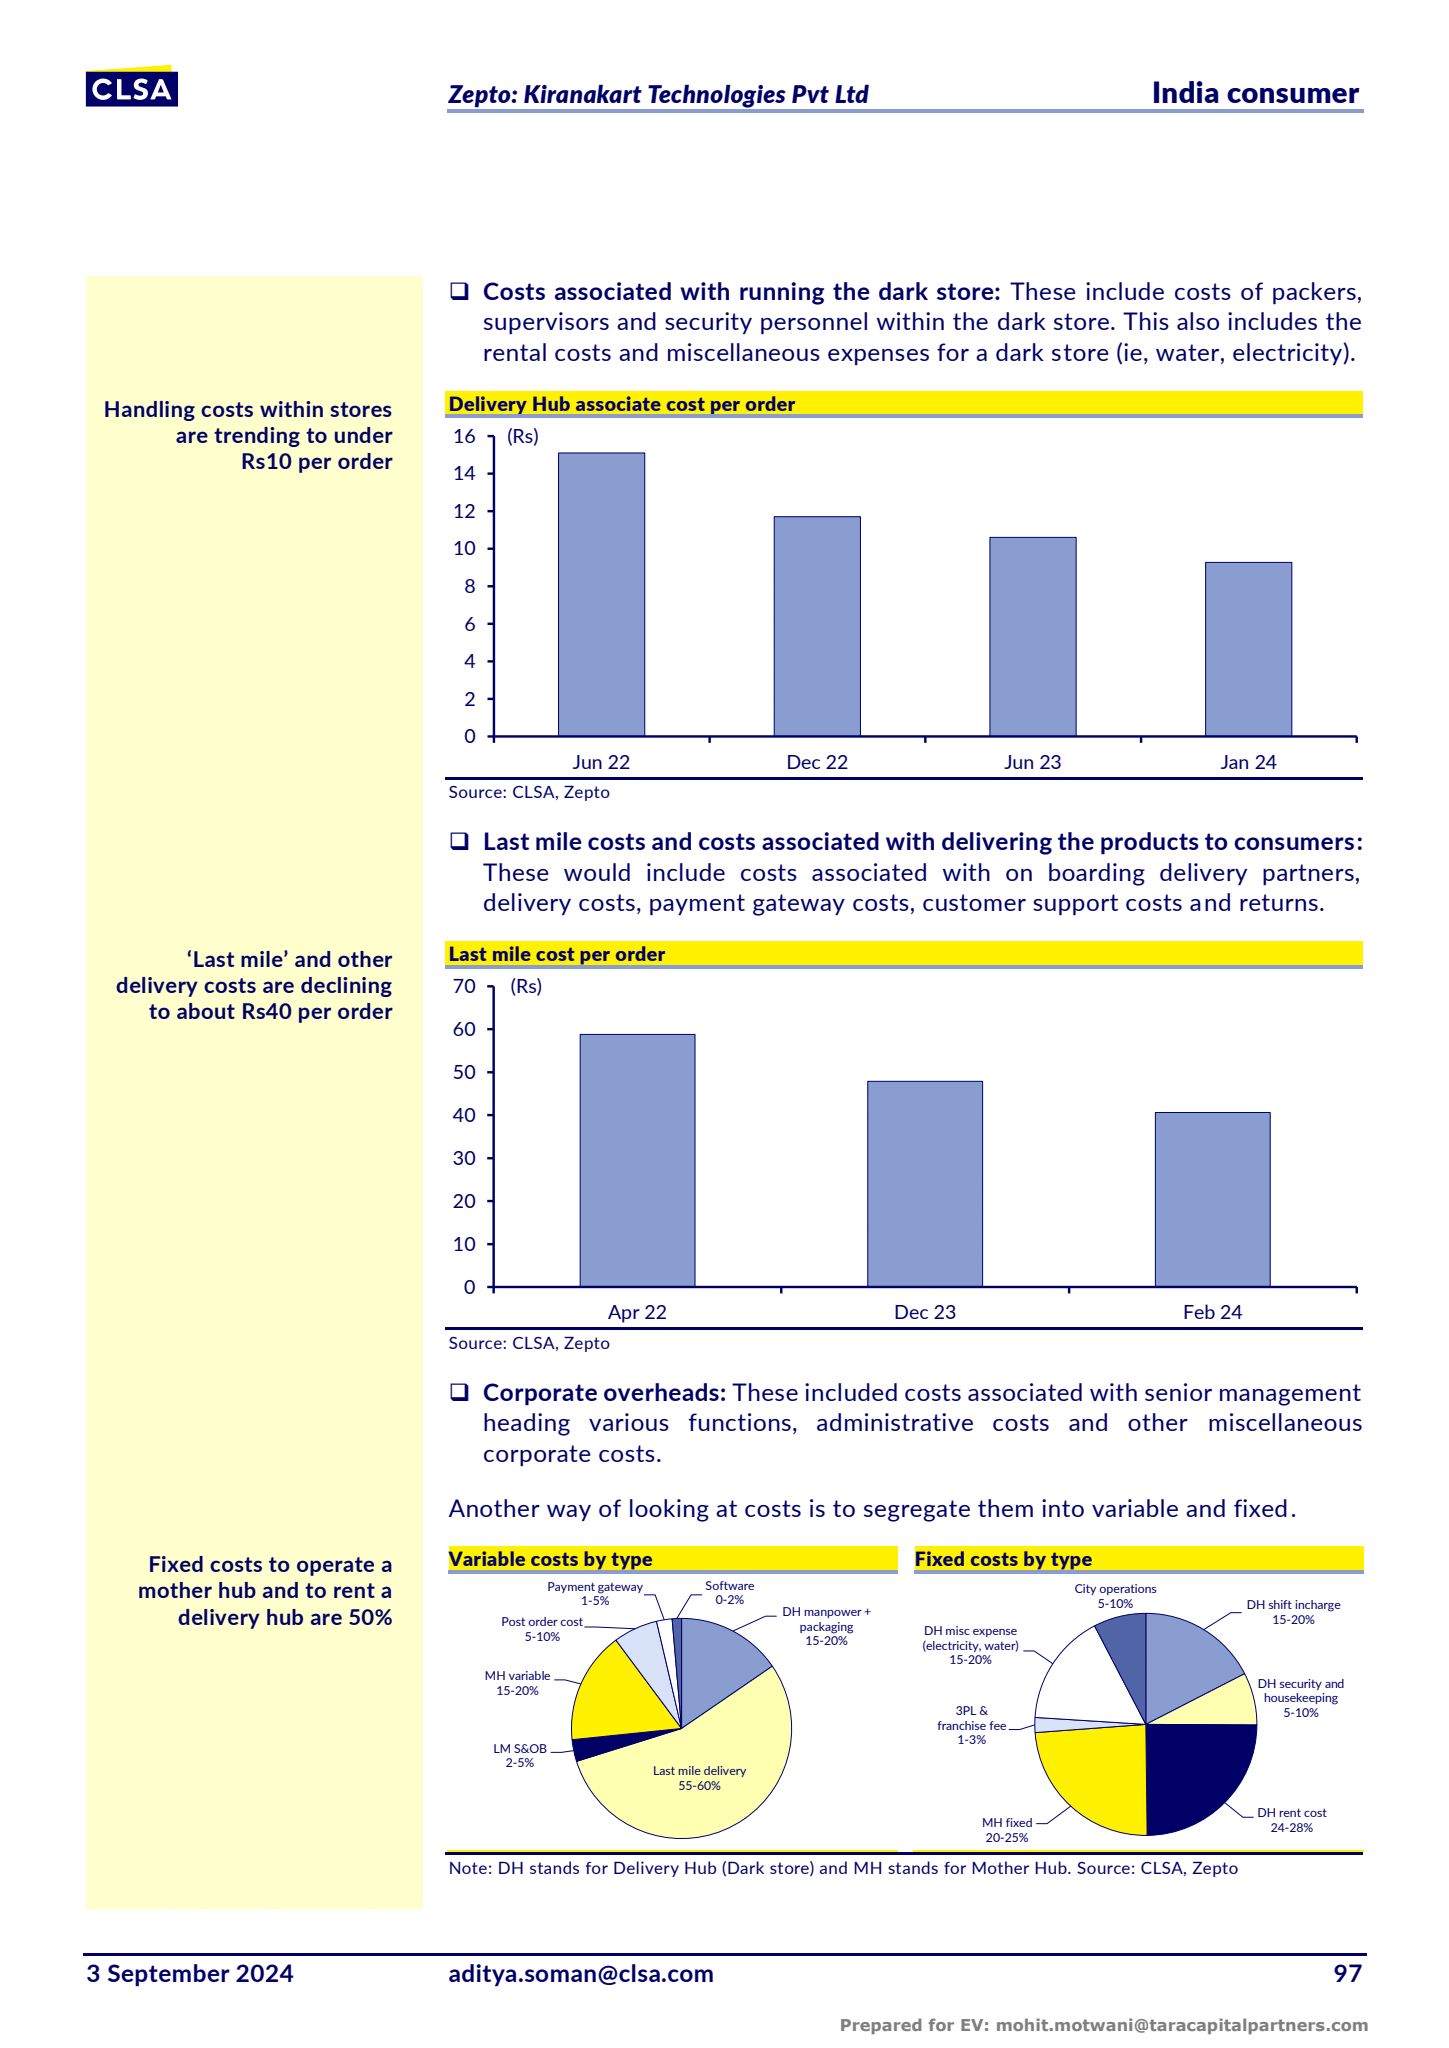 CLSA
Zepto: Kiranakart Technologies Pvt Ltd
India consumer
❑ Costs associated with running the dark store: These include costs of packers,
supervisors and security personnel within the dark store. This also includes the
rental costs and miscellaneous expenses for a dark store (ie, water, electricity).
Handling costs within stores
are trending to under
Rs10 per order
Delivery Hub associate cost per order
(Rs)
16
14
12
10
8
6
4
2
0
Jun 22
Dec 22
Jun 23
Jan 24
Source: CLSA, Zepto
❑ Last mile costs and costs associated with delivering the products to consumers:
These would include costs associated with on boarding delivery partners,
delivery costs, payment gateway costs, customer support costs and returns.
‘Last mile’ and other
delivery costs are declining
to about Rs40 per order
Last mile cost per order
(Rs)
70
60
50
40
30
20
10
0
Apr 22
Dec 23
Feb 24
Source: CLSA, Zepto
❑ Corporate overheads: These included costs associated with senior management
heading various functions, administrative costs and other miscellaneous
corporate costs.
Another way of looking at costs is to segregate them into variable and fixed.
Fixed costs to operate a
mother hub and to rent a
delivery hub are 50%
Variable costs by type
Payment gateway
1-5%
Software
0-2%
DH manpower +
packaging
15-20%
Post order cost
5-10%
MH variable
15-20%
LM S&OB
2-5%
Last mile delivery
55-60%
Fixed costs by type
City operations
5-10%
DH shift incharge
15-20%
DH misc expense
(electricity, water)
15-20%
DH security and
housekeeping
5-10%
3PL &
franchise fee
1-3%
MH fixed
20-25%
DH rent cost
24-28%
Note: DH stands for Delivery Hub (Dark store) and MH stands for Mother Hub. Source: CLSA, Zepto
3 September 2024
aditya.soman@clsa.com
97
Prepared for EV: mohit.motwani@taracapitalpartners.com